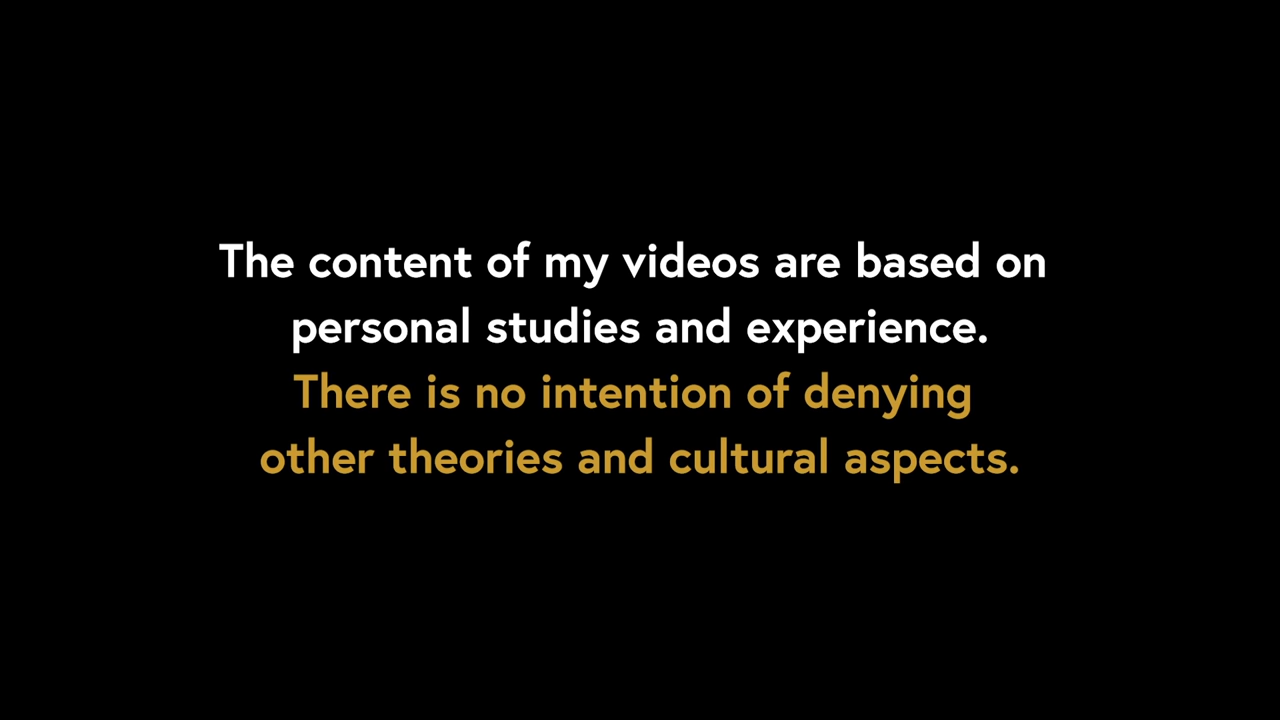 The content of my videos are based on
personal studies and experience.
There is no intention of denying
other theories and cultural aspects.